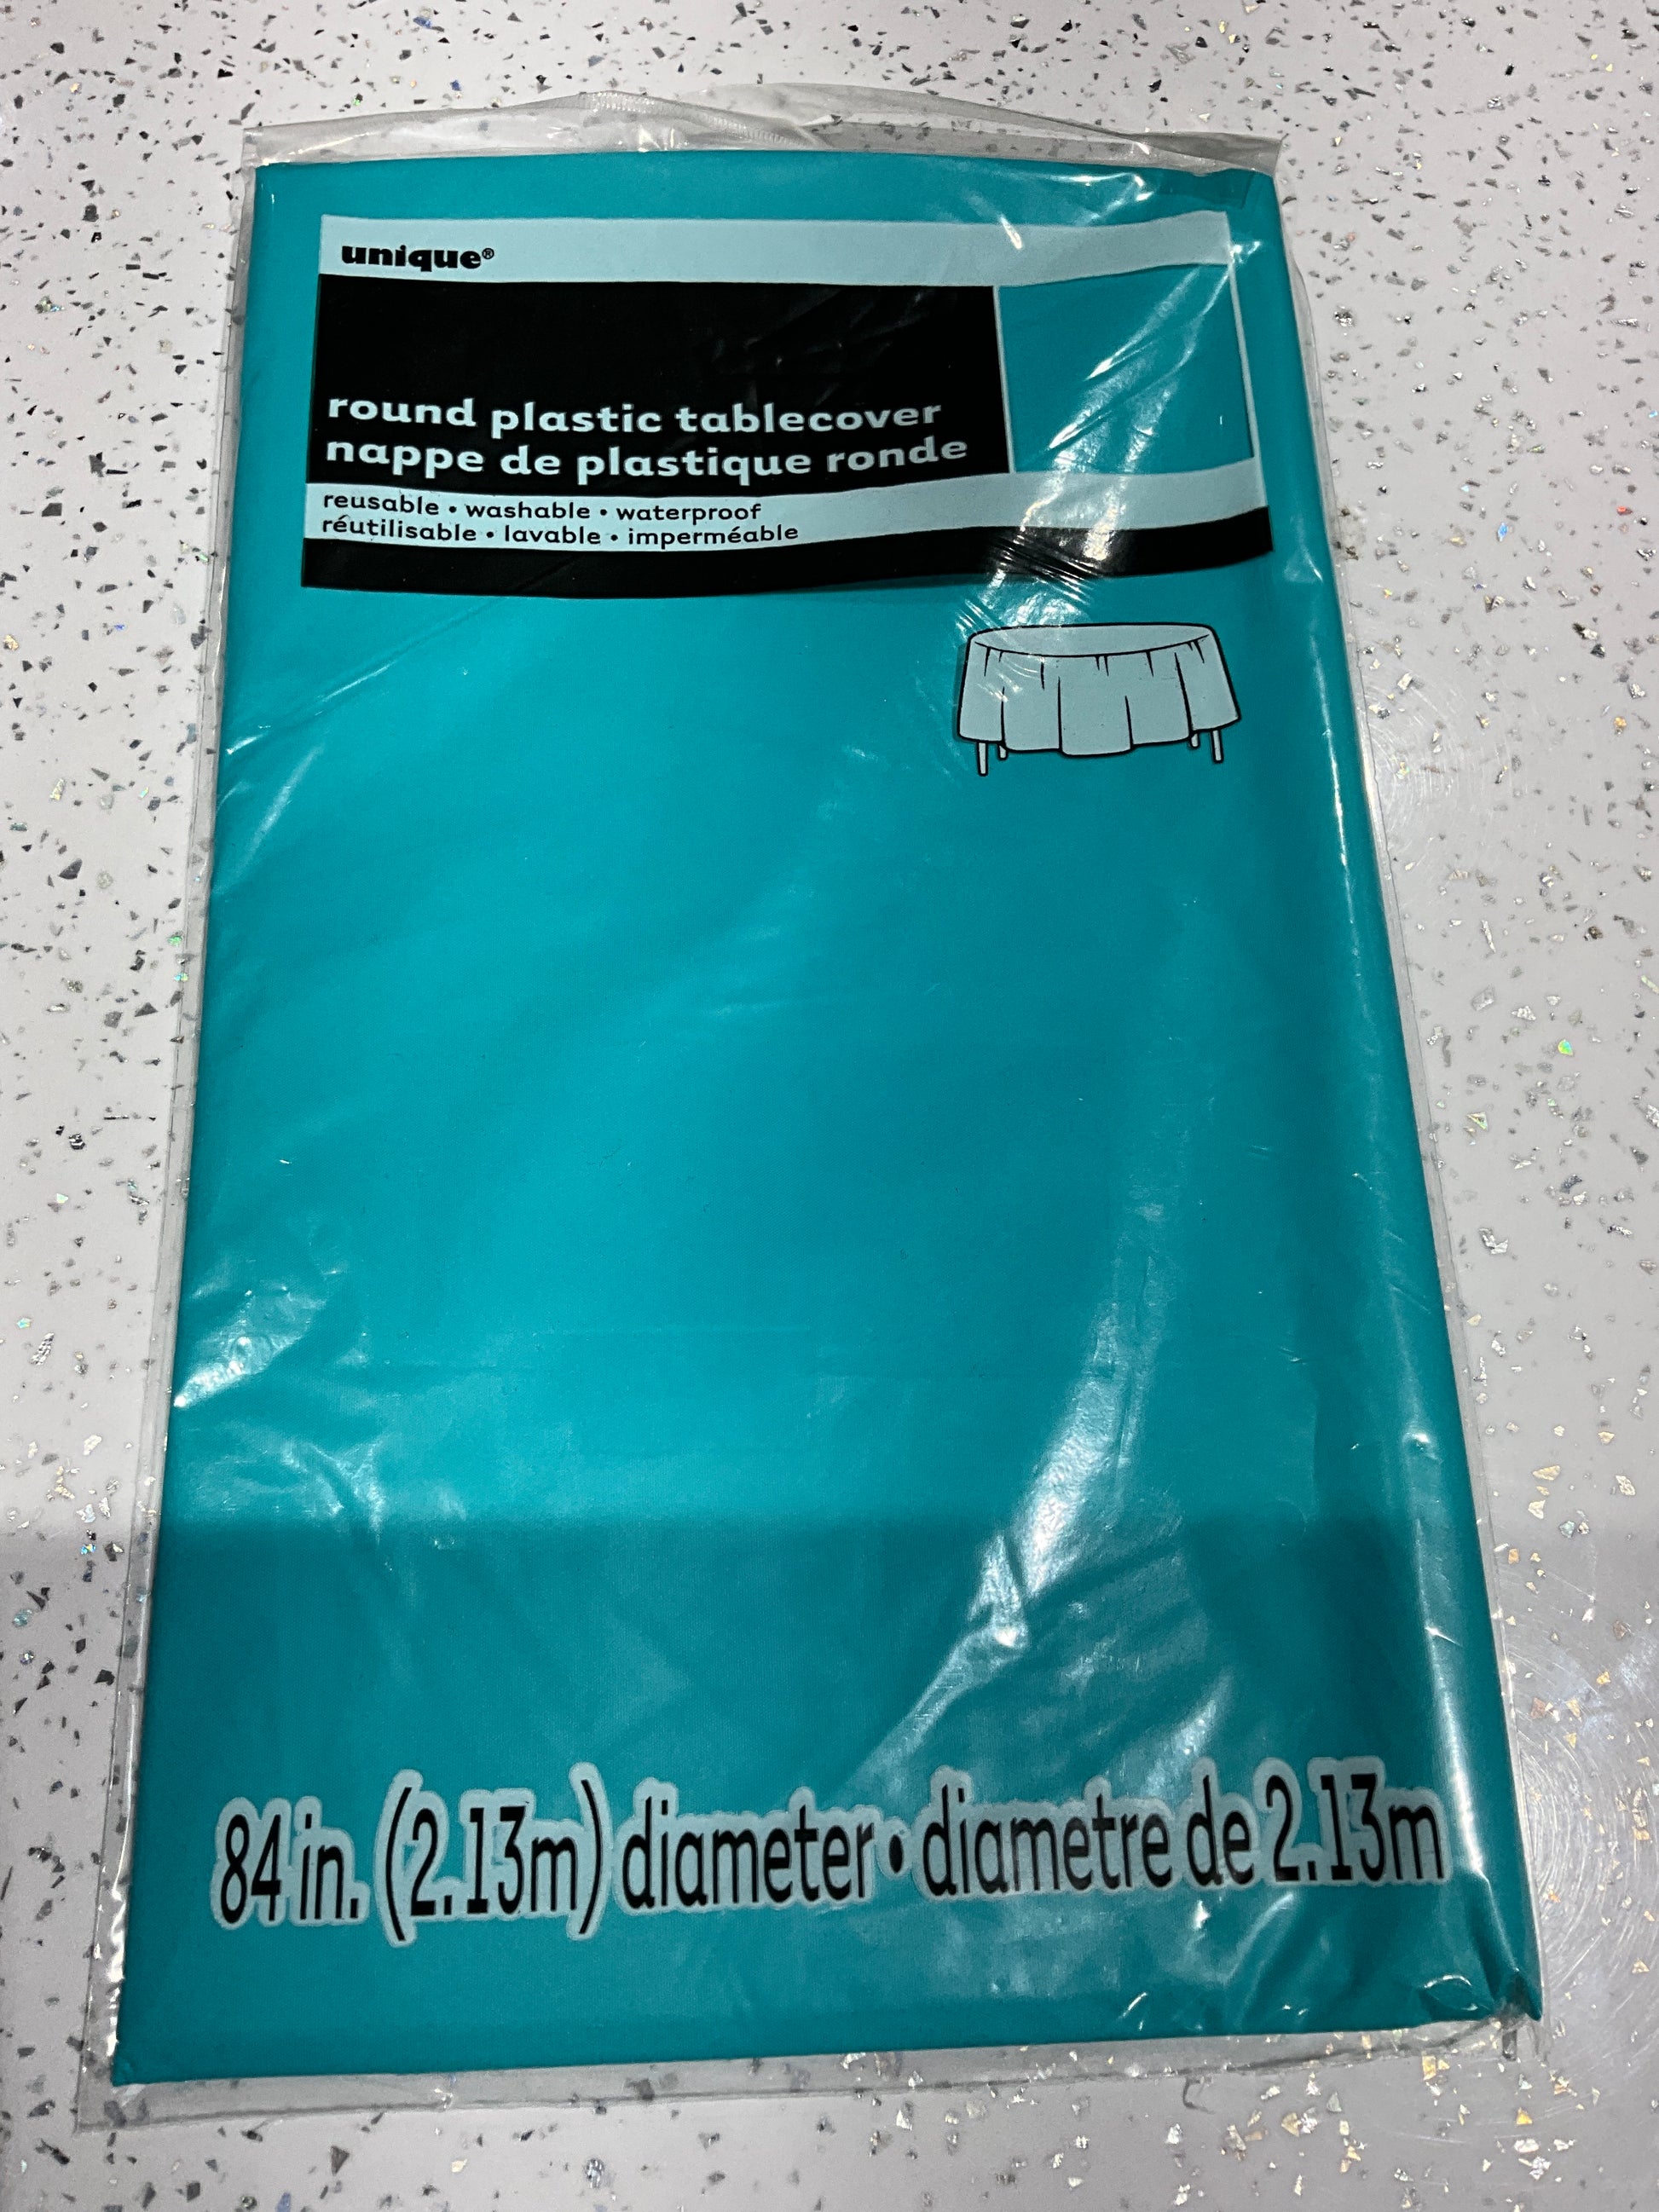 unique®
round plastic tablecover
nappe de plastique ronde
reusable • washable • waterproof
réutilisable • lavable • imperméable
84 in. (2.13m) diameter • diametre de 2.13m